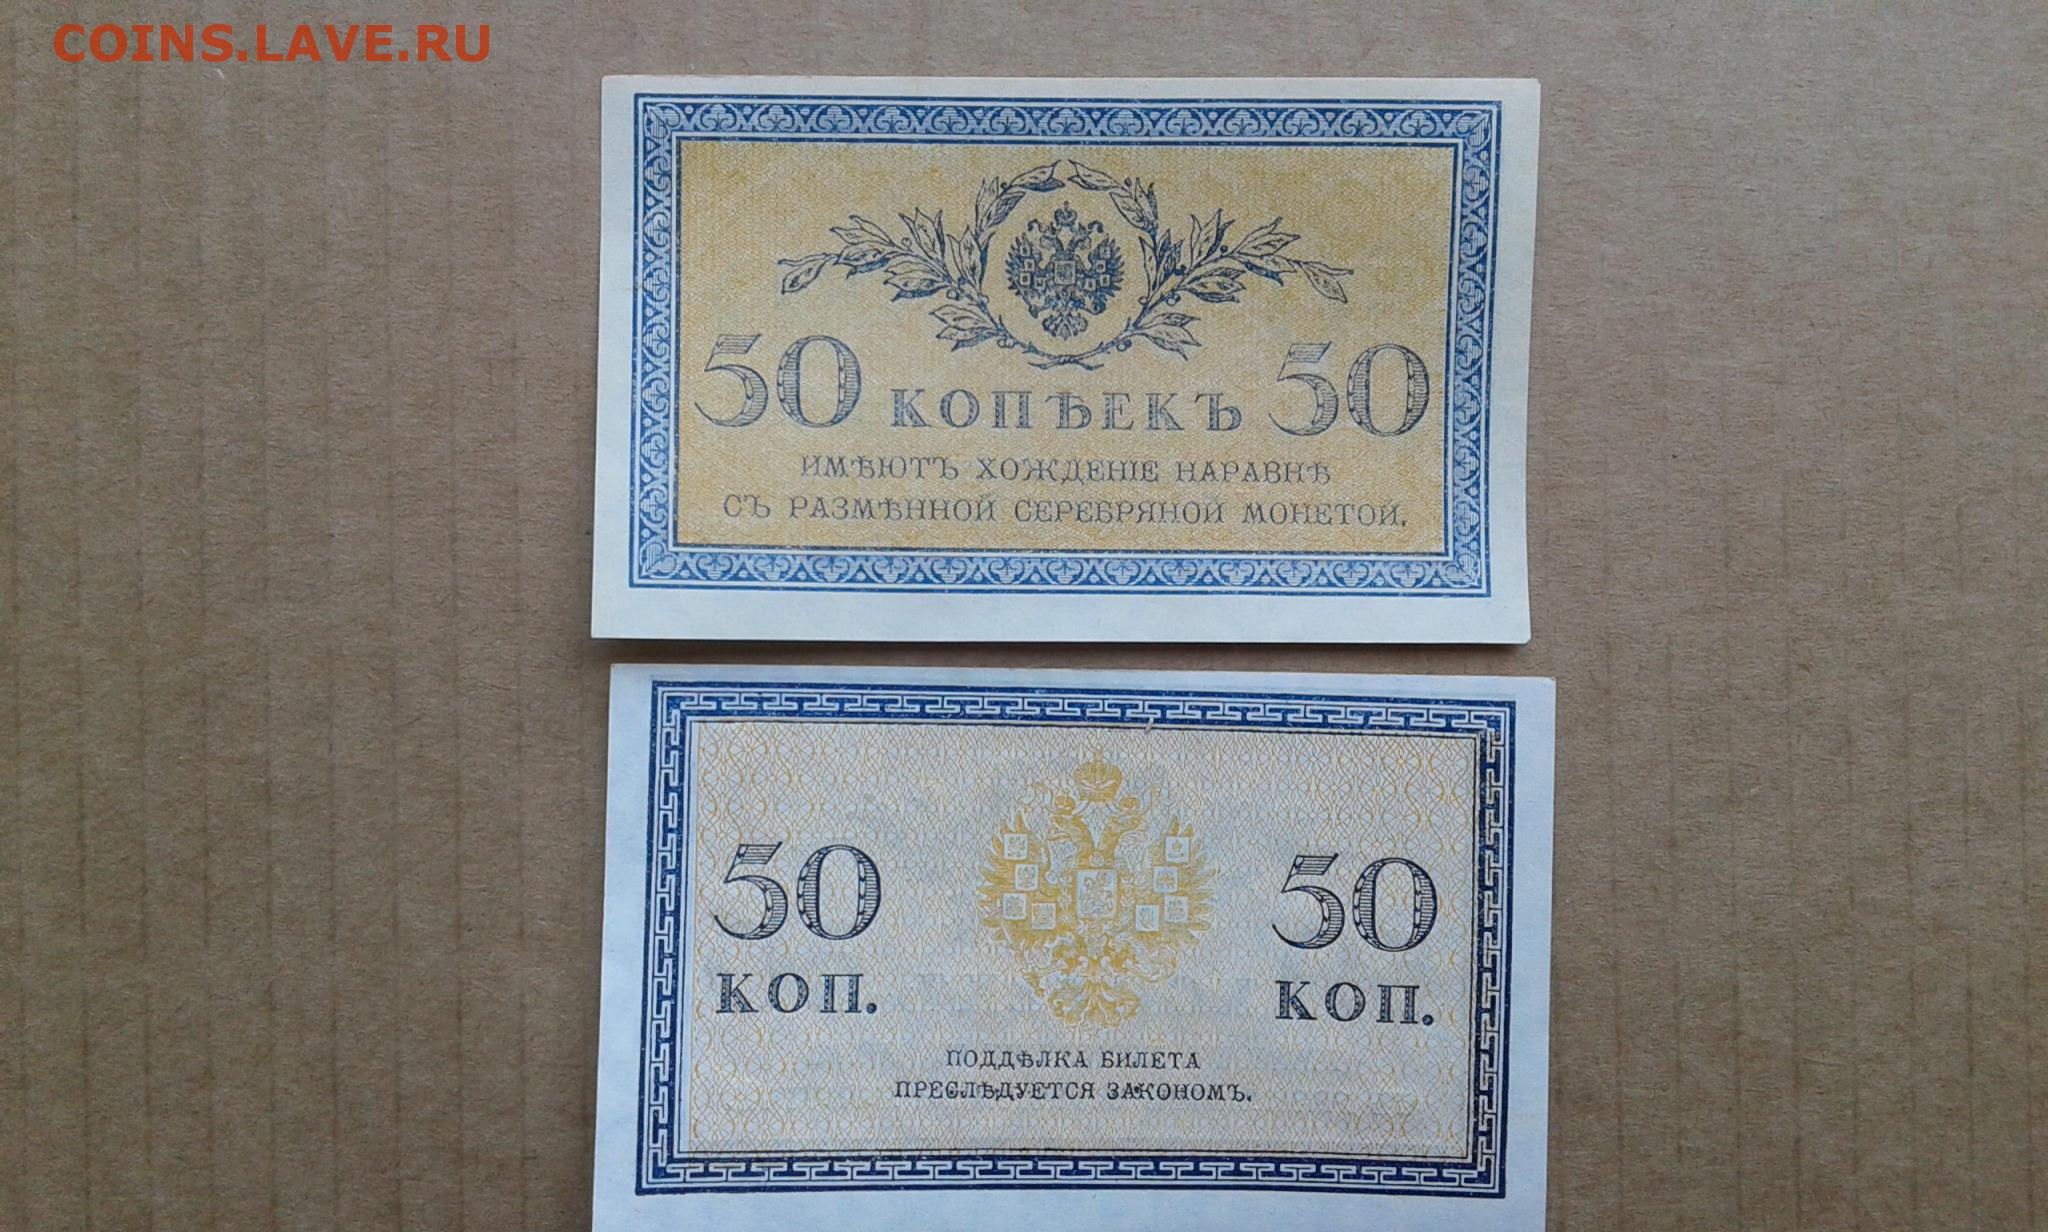 COINS.LAVE.RU
50 КОПѢЕКЪ 50
ИМѢЮТЪ ХОЖДЕНІЕ НАРАВНѢ
СЪ РАЗМѢННОЙ СЕРЕБРЯНОЙ МОНЕТОЙ.
50 50
КОП. КОП.
ПОДДѢЛКА БИЛЕТА
ПРЕСЛѢДУЕТСЯ ЗАКОНОМЪ.